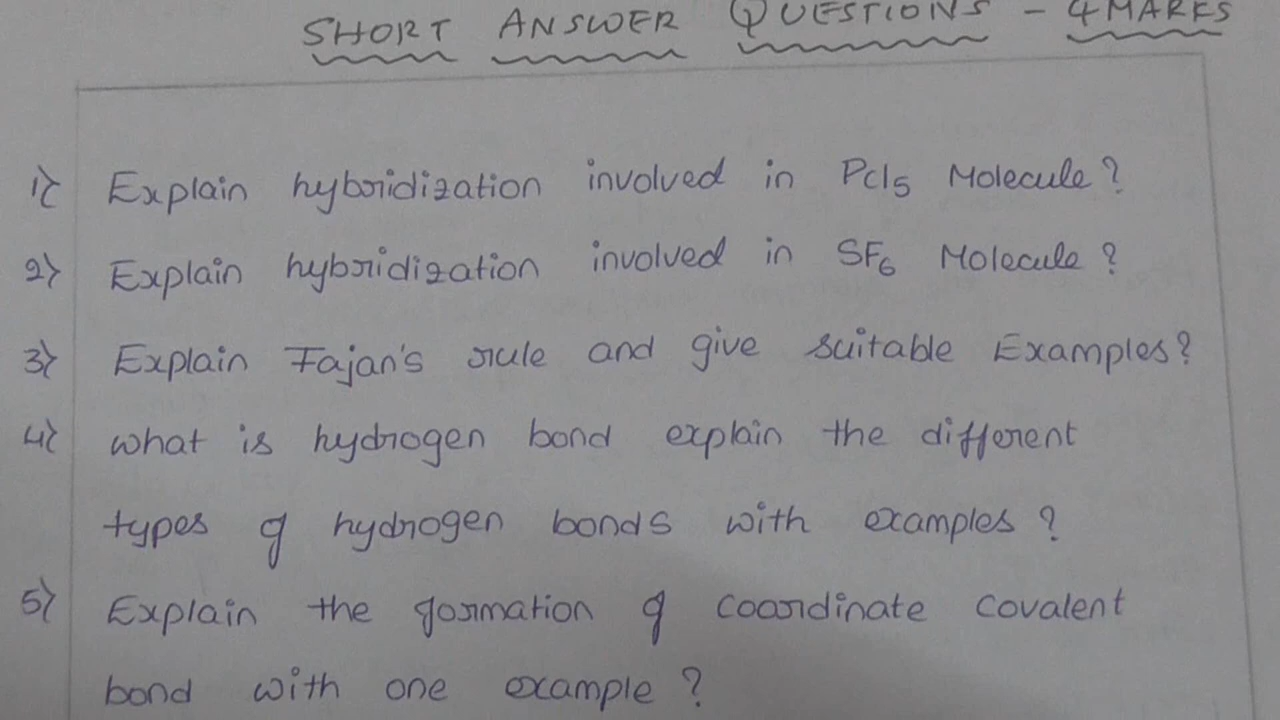 SHORT ANSWER QUESTIONS - 4 MARKS
1) Explain hybridization involved in PCl5 Molecule?
2) Explain hybridization involved in SF6 Molecule?
3) Explain Fajan's rule and give suitable Examples?
4) what is hydrogen bond explain the different
types of hydrogen bonds with examples?
5) Explain the formation of coordinate covalent
bond with one example?